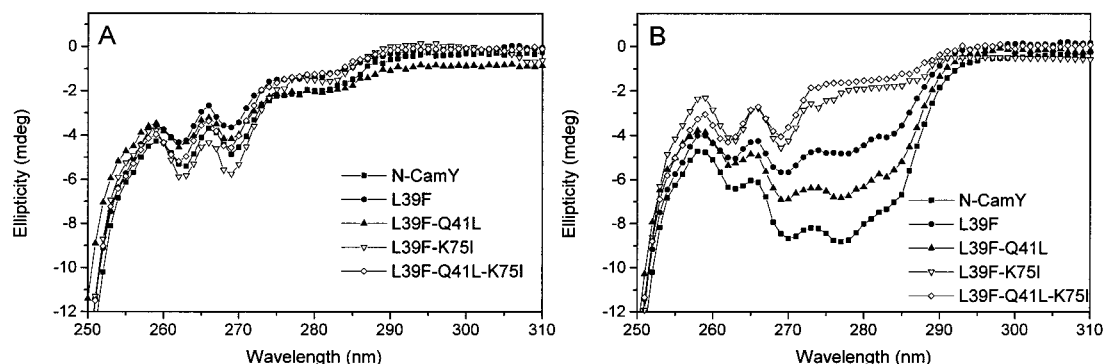 A
Ellipticity (mdeg)
0
-2
-4
-6
-8
-10
-12
N-CamY
L39F
L39F-Q41L
L39F-K75I
L39F-Q41L-K75I
250 260 270 280 290 300 310
Wavelength (nm)
B
Ellipticity (mdeg)
0
-2
-4
-6
-8
-10
-12
N-CamY
L39F
L39F-Q41L
L39F-K75I
L39F-Q41L-K75I
250 260 270 280 290 300 310
Wavelength (nm)